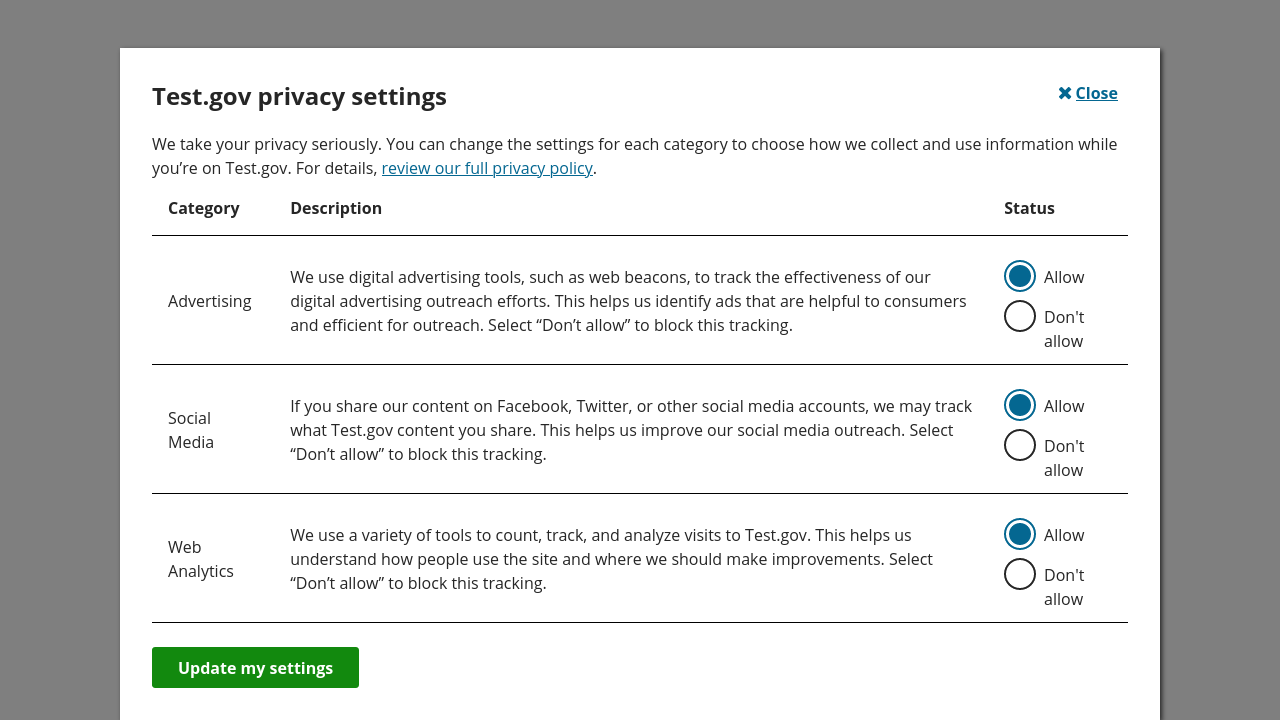 Test.gov privacy settings
✖ Close
We take your privacy seriously. You can change the settings for each category to choose how we collect and use information while
you’re on Test.gov. For details, review our full privacy policy.
Category Description Status
Advertising
We use digital advertising tools, such as web beacons, to track the effectiveness of our
digital advertising outreach efforts. This helps us identify ads that are helpful to consumers
and efficient for outreach. Select “Don’t allow” to block this tracking.
Allow
Don't
allow
Social
Media
If you share our content on Facebook, Twitter, or other social media accounts, we may track
what Test.gov content you share. This helps us improve our social media outreach. Select
“Don’t allow” to block this tracking.
Allow
Don't
allow
Web
Analytics
We use a variety of tools to count, track, and analyze visits to Test.gov. This helps us
understand how people use the site and where we should make improvements. Select
“Don’t allow” to block this tracking.
Allow
Don't
allow
Update my settings